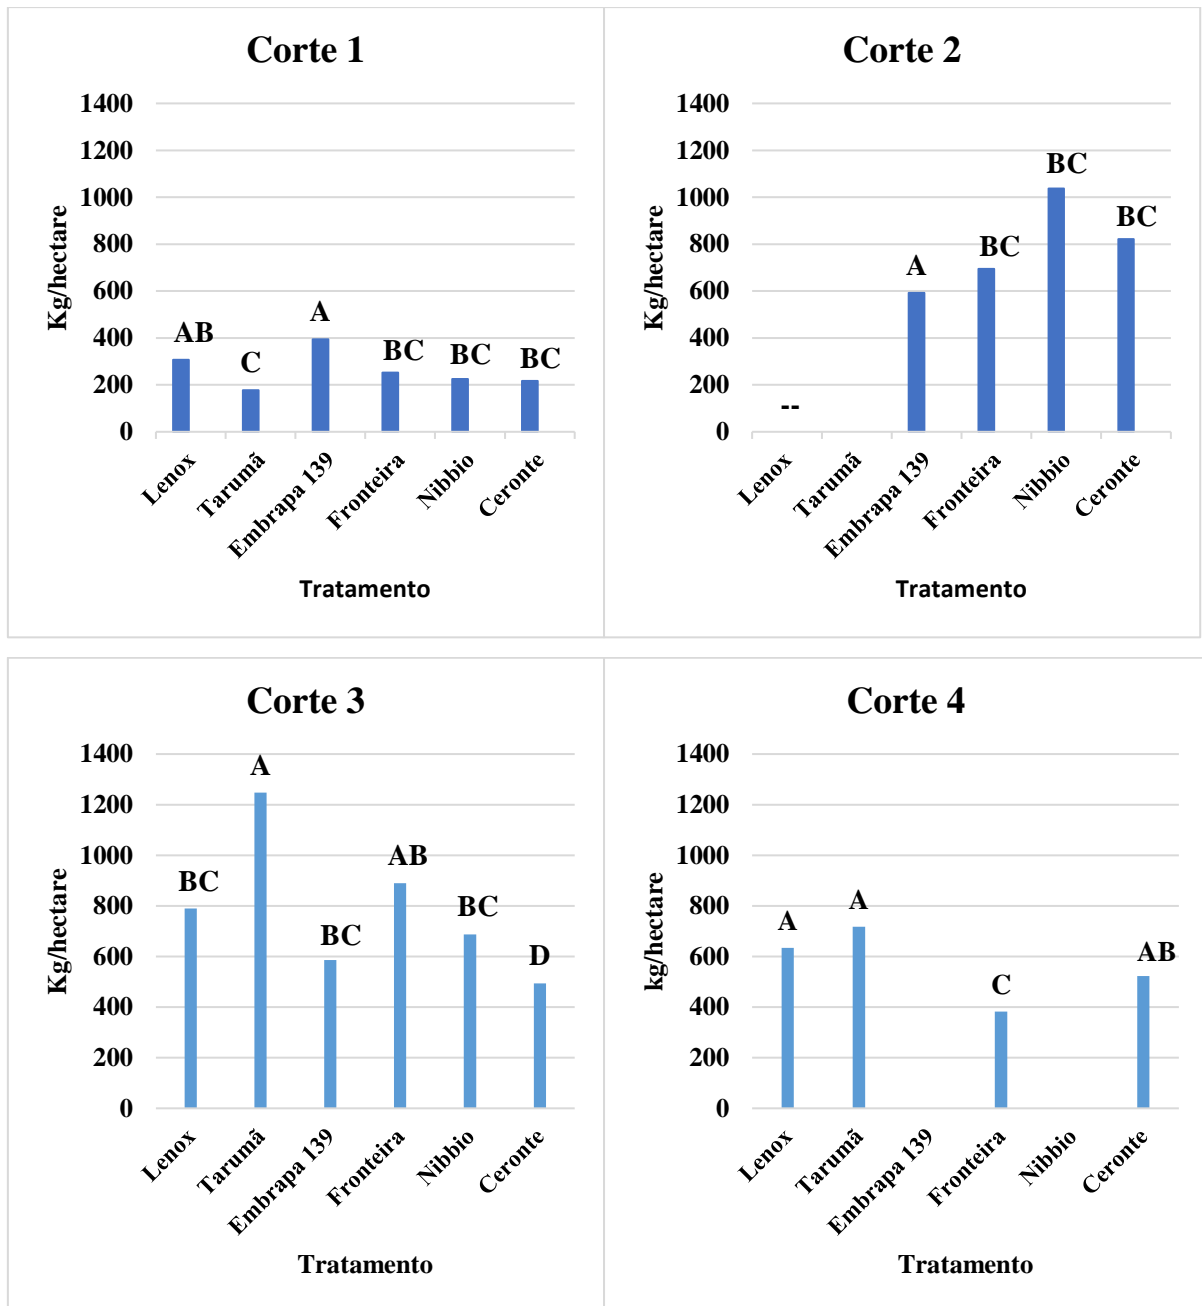 Corte 1
Kg/hectare
1400
1200
1000
800
600
400
200
0
AB
C
A
BC
BC
BC
Lenox
Tarumã
Embrapa 139
Fronteira
Nibbio
Ceronte
Tratamento
Corte 2
Kg/hectare
1400
1200
1000
800
600
400
200
0
--
A
BC
BC
BC
Lenox
Tarumã
Embrapa 139
Fronteira
Nibbio
Ceronte
Tratamento
Corte 3
Kg/hectare
1400
1200
1000
800
600
400
200
0
BC
A
BC
AB
BC
D
Lenox
Tarumã
Embrapa 139
Fronteira
Nibbio
Ceronte
Tratamento
Corte 4
kg/hectare
1400
1200
1000
800
600
400
200
0
A
A
C
AB
Lenox
Tarumã
Embrapa 139
Fronteira
Nibbio
Ceronte
Tratamento